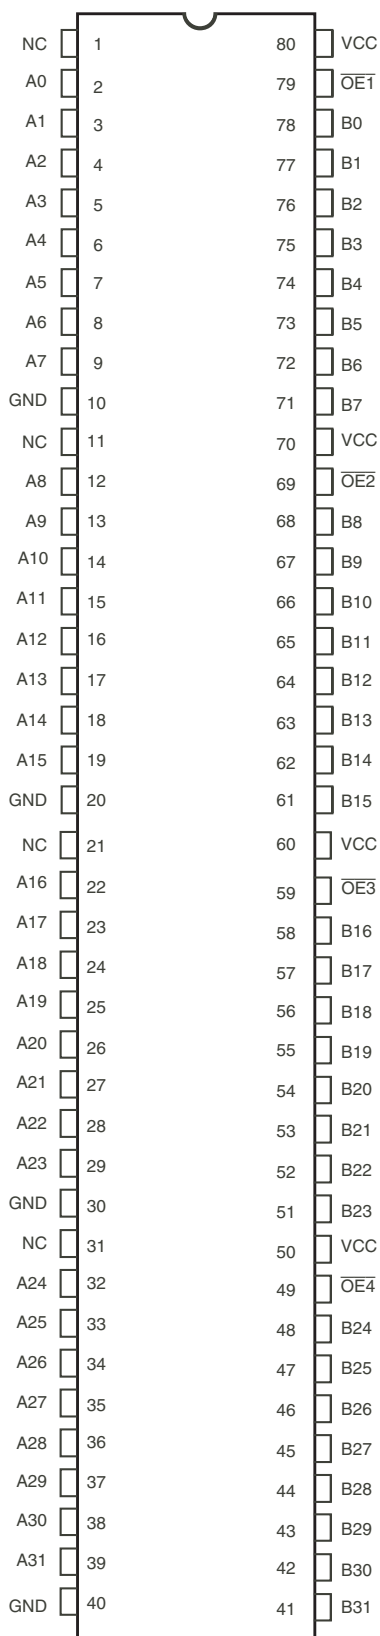 NC 1 80 VCC
A0 2 79 OE1
A1 3 78 B0
A2 4 77 B1
A3 5 76 B2
A4 6 75 B3
A5 7 74 B4
A6 8 73 B5
A7 9 72 B6
GND 10 71 B7
NC 11 70 VCC
A8 12 69 OE2
A9 13 68 B8
A10 14 67 B9
A11 15 66 B10
A12 16 65 B11
A13 17 64 B12
A14 18 63 B13
A15 19 62 B14
GND 20 61 B15
NC 21 60 VCC
A16 22 59 OE3
A17 23 58 B16
A18 24 57 B17
A19 25 56 B18
A20 26 55 B19
A21 27 54 B20
A22 28 53 B21
A23 29 52 B22
GND 30 51 B23
NC 31 50 VCC
A24 32 49 OE4
A25 33 48 B24
A26 34 47 B25
A27 35 46 B26
A28 36 45 B27
A29 37 44 B28
A30 38 43 B29
A31 39 42 B30
GND 40 41 B31